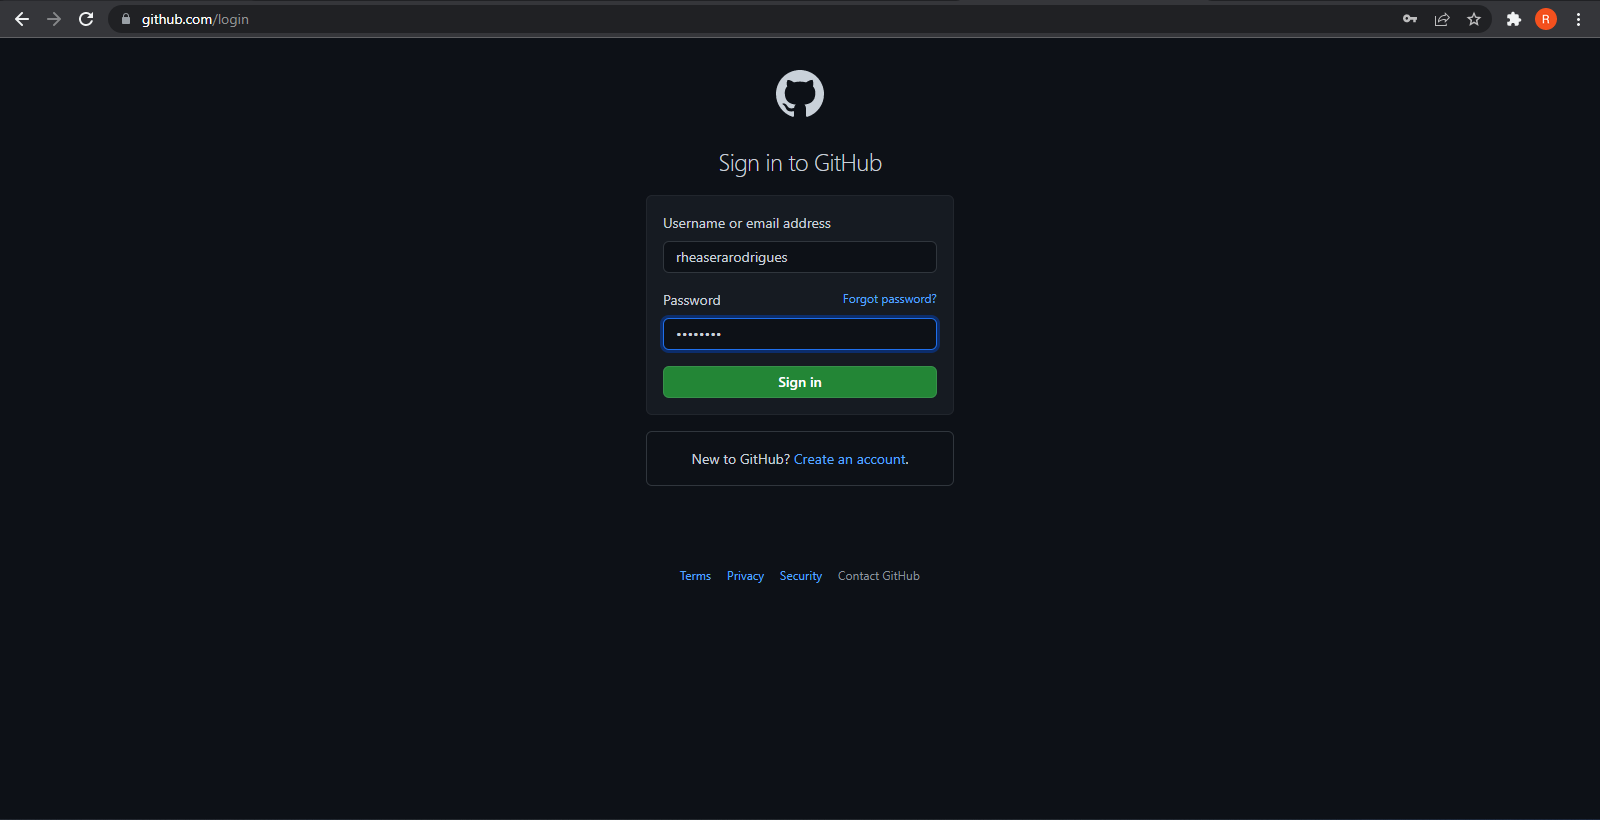 github.com/login
R
Sign in to GitHub
Username or email address
rheaserarodrigues
Password Forgot password?
••••••••
Sign in
New to GitHub? Create an account.
Terms Privacy Security Contact GitHub